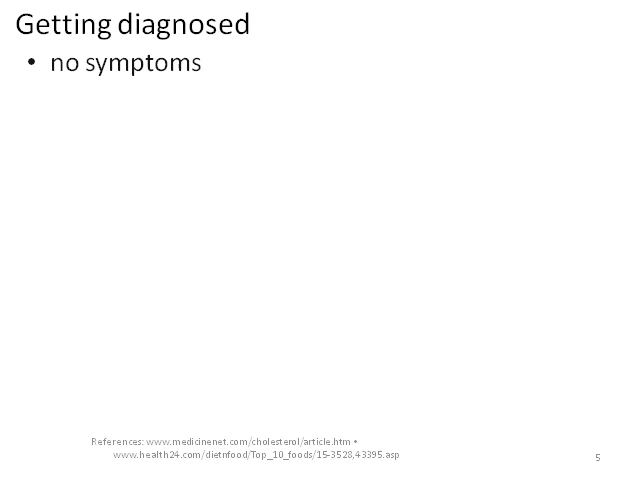 Getting diagnosed
• no symptoms
References: www.medicinenet.com/cholesterol/article.htm •
www.health24.com/dietnfood/Top_10_foods/15-3528,43395.asp
5